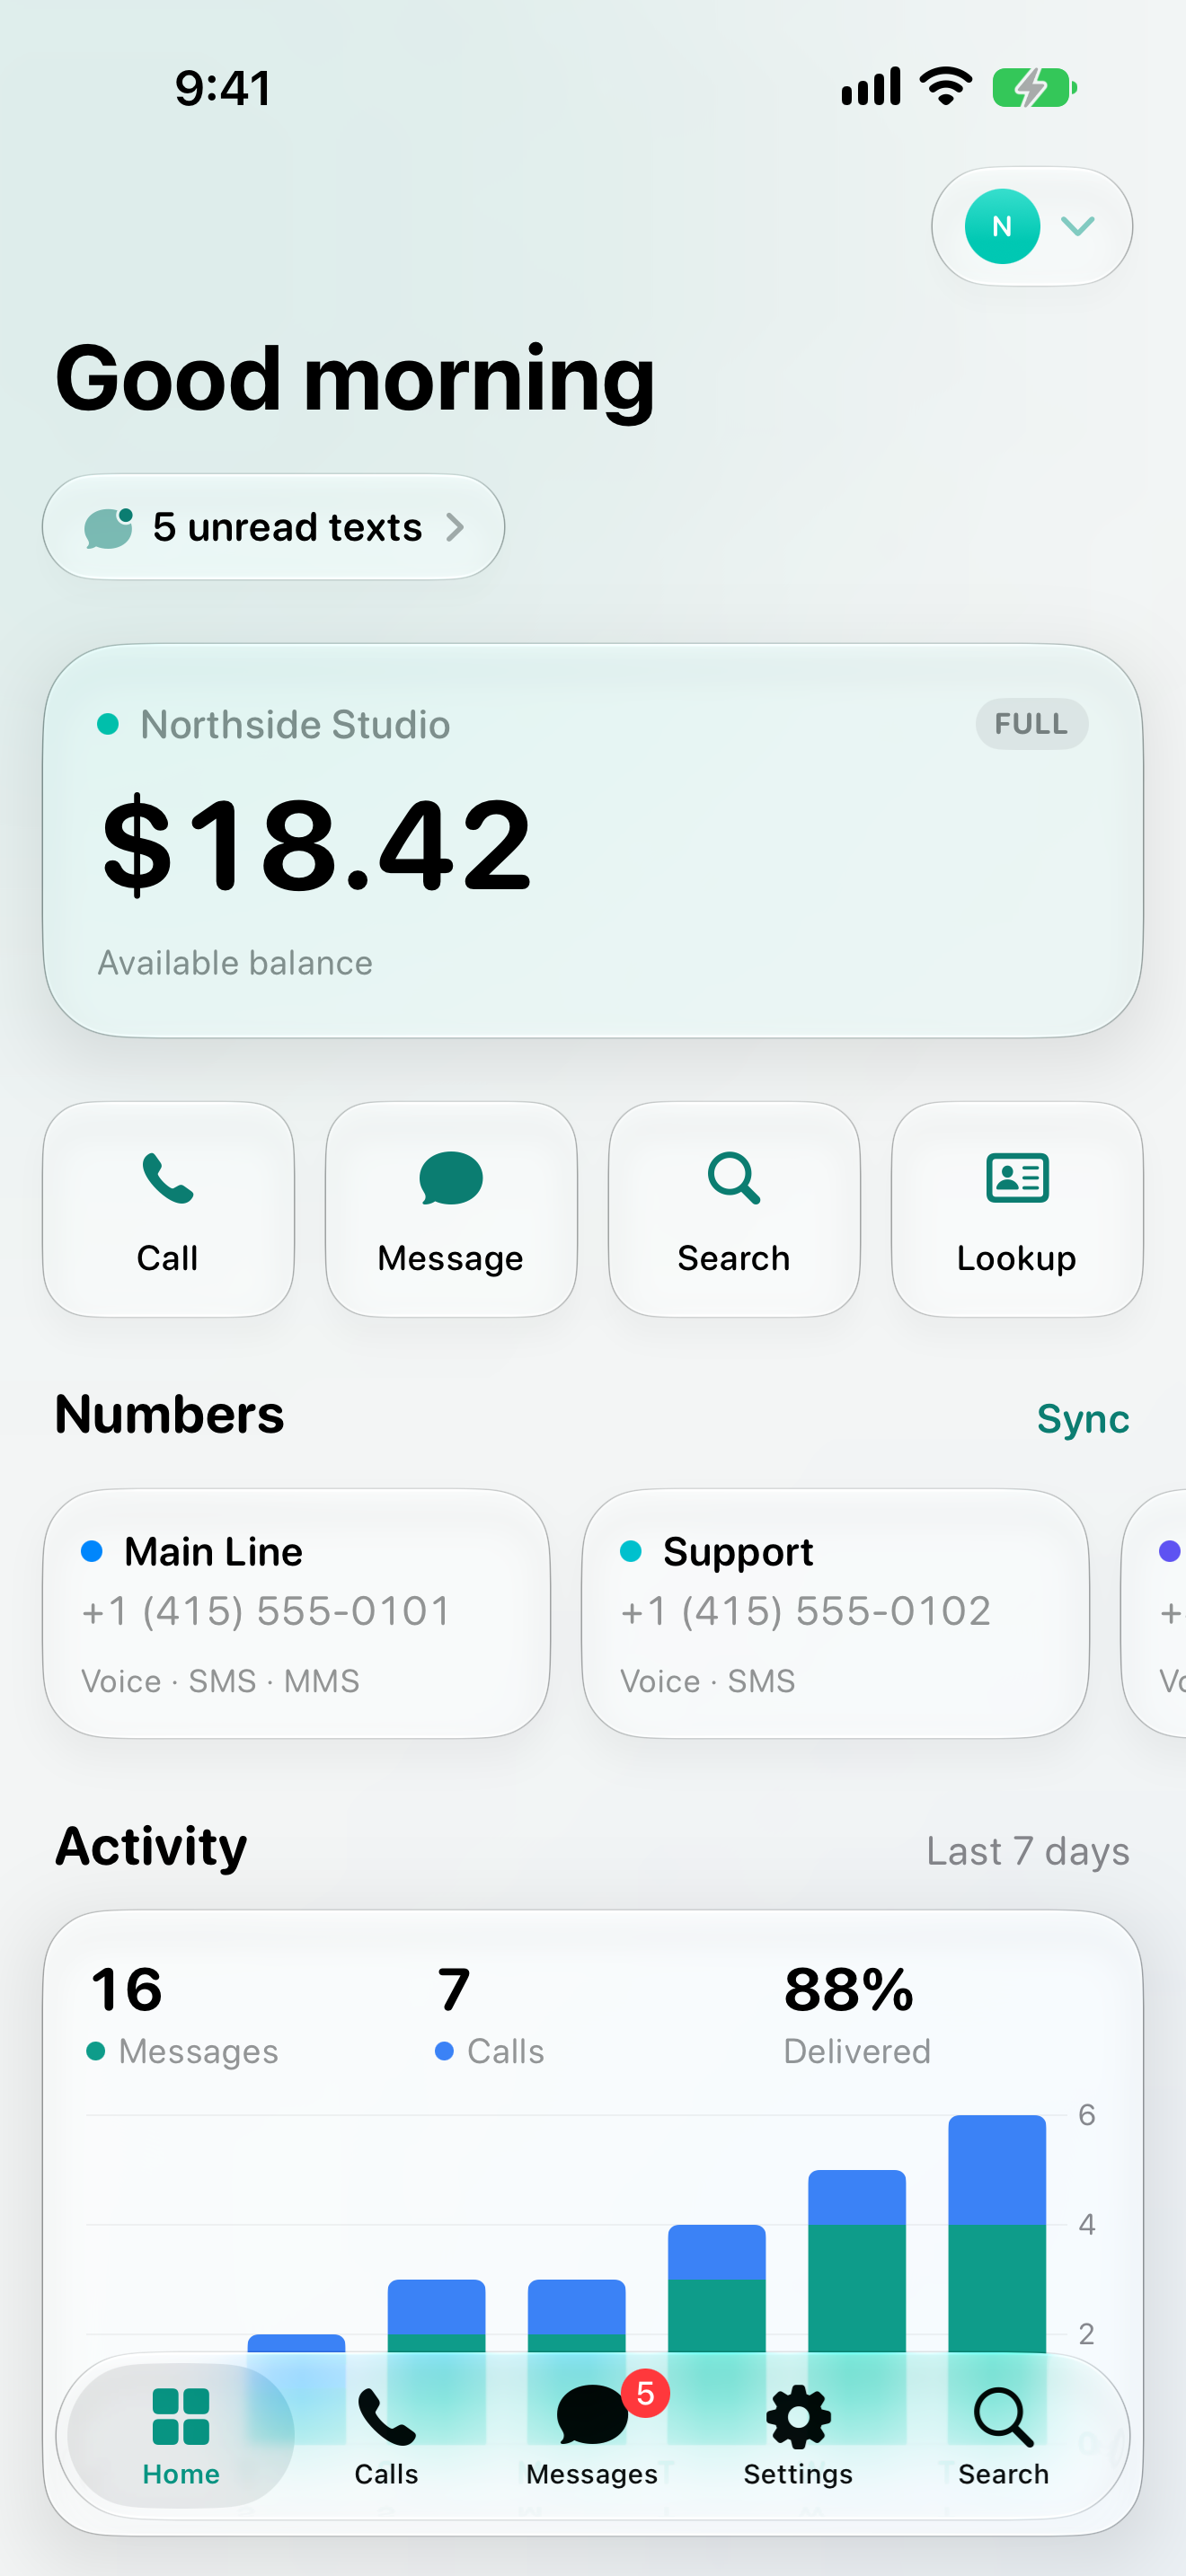 9:41
N
Good morning
5 unread texts
Northside Studio
FULL
$18.42
Available balance
Call
Message
Search
Lookup
Numbers
Sync
Main Line
+1 (415) 555-0101
Voice · SMS · MMS
Support
+1 (415) 555-0102
Voice · SMS
Activity
Last 7 days
16
Messages
7
Calls
88%
Delivered
6
4
2
0
5
Home
Calls
Messages
Settings
Search